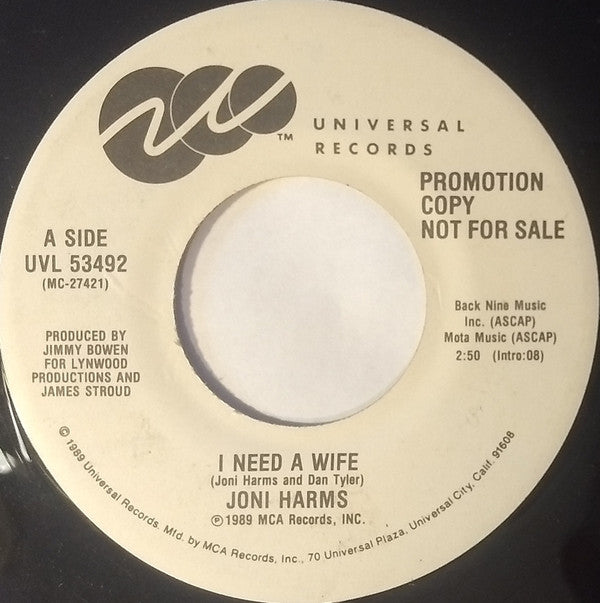 ™
UNIVERSAL
RECORDS
PROMOTION
COPY
NOT FOR SALE
A SIDE
UVL 53492
(MC-27421)
Back Nine Music
Inc. (ASCAP)
Mota Music (ASCAP)
2:50 (Intro:08)
PRODUCED BY
JIMMY BOWEN
FOR LYNWOOD
PRODUCTIONS AND
JAMES STROUD
I NEED A WIFE
(Joni Harms and Dan Tyler)
JONI HARMS
℗1989 MCA Records, INC.
©1989 Universal Records. Mfd. by MCA Records, Inc., 70 Universal Plaza, Universal City, Calif. 91608